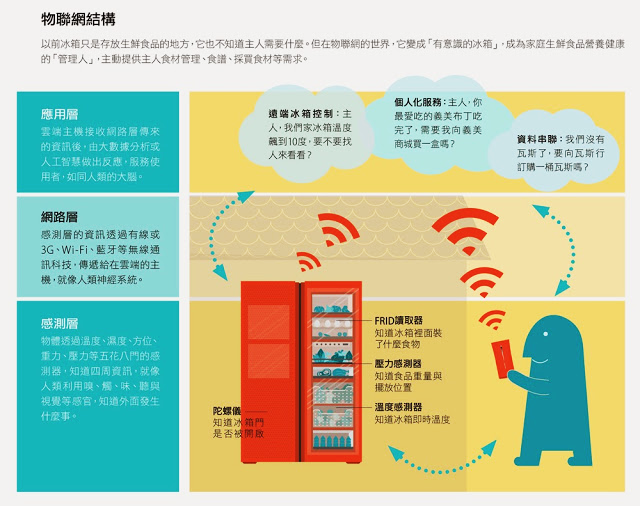 物聯網結構
以前冰箱只是存放生鮮食品的地方，它也不知道主人需要什麼。但在物聯網的世界，它變成「有意識的冰箱」，成為家庭生鮮食品營養健康
的「管理人」，主動提供主人食材管理、食譜、採買食材等需求。
應用層
雲端主機接收網路層傳來
的資訊後，由大數據分析或
人工智慧做出反應，服務使
用者，如同人類的大腦。
遠端冰箱控制：主
人，我們家冰箱溫度
飆到10度，要不要找
人來看看？
個人化服務：主人，你
最愛吃的義美布丁吃
完了，需要我向義美
商城買一盒嗎？
資料串聯：我們沒有
瓦斯了，要向瓦斯行
訂購一桶瓦斯嗎？
網路層
感測層的資訊透過有線或
3G、Wi-Fi、藍牙等無線通
訊科技，傳遞給在雲端的主
機，就像人類神經系統。
感測層
物體透過溫度、濕度、方位、
重力、壓力等五花八門的感
測器，知道四周資訊，就像
人類利用嗅、觸、味、聽與
視覺等感官，知道外面發生
什麼事。
FRID讀取器
知道冰箱裡面裝
了什麼食物
壓力感測器
知道食品重量與
擺放位置
溫度感測器
知道冰箱即時溫度
陀螺儀
知道冰箱門
是否被開啟